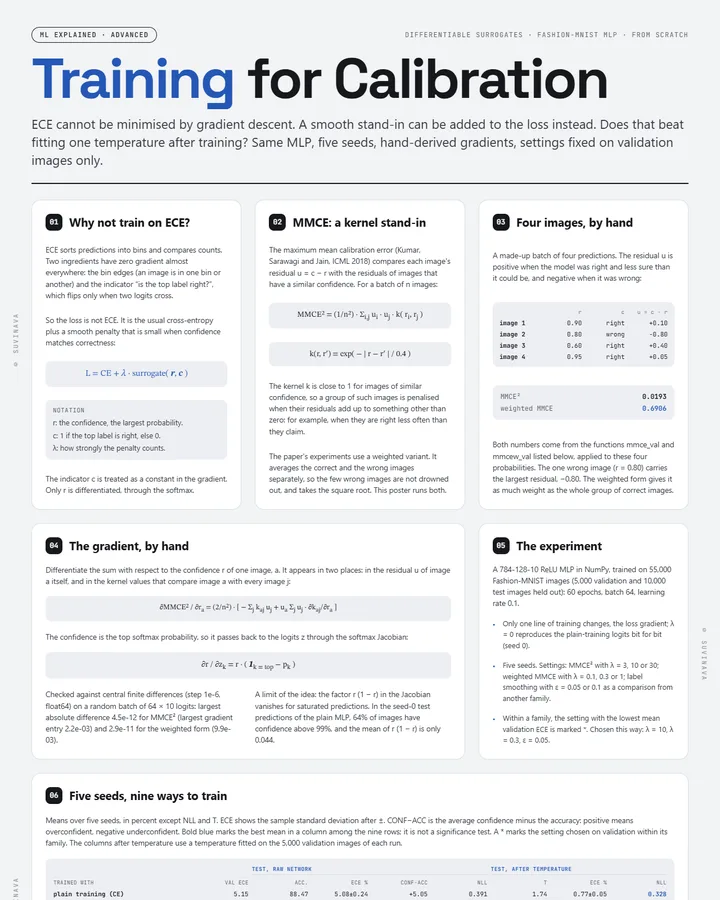 ML EXPLAINED · ADVANCED
DIFFERENTIABLE SURROGATES · FASHION-MNIST MLP · FROM SCRATCH
Training for Calibration
ECE cannot be minimised by gradient descent. A smooth stand-in can be added to the loss instead. Does that beat
fitting one temperature after training? Same MLP, five seeds, hand-derived gradients, settings fixed on validation
images only.
01 Why not train on ECE?
ECE sorts predictions into bins and compares counts.
Two ingredients have zero gradient almost
everywhere: the bin edges (an image is in one bin or
another) and the indicator "is the top label right?",
which flips only when two logits cross.
So the loss is not ECE. It is the usual cross-entropy
plus a smooth penalty that is small when confidence
matches correctness:
L = CE + λ · surrogate( r, c )
NOTATION
r: the confidence, the largest probability.
c: 1 if the top label is right, else 0.
λ: how strongly the penalty counts.
The indicator c is treated as a constant in the gradient.
Only r is differentiated, through the softmax.
02 MMCE: a kernel stand-in
The maximum mean calibration error (Kumar,
Sarawagi and Jain, ICML 2018) compares each image's
residual u = c − r with the residuals of images that
have a similar confidence. For a batch of n images:
MMCE² = (1/n²) · Σi,j ui · uj · k( ri, rj )
k(r, r′) = exp( − | r − r′ | / 0.4 )
The kernel k is close to 1 for images of similar
confidence, so a group of such images is penalised
when their residuals add up to something other than
zero: for example, when they are right less often than
they claim.
The paper's experiments use a weighted variant. It
averages the correct and the wrong images
separately, so the few wrong images are not drowned
out, and takes the square root. This poster runs both.
03 Four images, by hand
A made-up batch of four predictions. The residual u is
positive when the model was right and less sure than
it could be, and negative when it was wrong:
r c u = c − r
image 1 0.90 right +0.10
image 2 0.80 wrong -0.80
image 3 0.60 right +0.40
image 4 0.95 right +0.05
MMCE² 0.0193
weighted MMCE 0.6906
Both numbers come from the functions mmce_val and
mmcew_val listed below, applied to these four
probabilities. The one wrong image (r = 0.80) carries
the largest residual, −0.80. The weighted form gives it
as much weight as the whole group of correct images.
© SUVINAVA
04 The gradient, by hand
Differentiate the sum with respect to the confidence r of one image, a. It appears in two places: in the residual u of image
a itself, and in the kernel values that compare image a with every image j:
∂MMCE² / ∂ra = (2/n²) · [ − Σj kaj uj + ua Σj uj · ∂kaj/∂ra ]
The confidence is the top softmax probability, so it passes back to the logits z through the softmax Jacobian:
∂r / ∂zk = r · ( 1k = top − pk )
Checked against central finite differences (step 1e-6,
float64) on a random batch of 64 × 10 logits: largest
absolute difference 4.5e-12 for MMCE² (largest gradient
entry 2.2e-03) and 2.9e-11 for the weighted form (9.9e-
03).
A limit of the idea: the factor r (1 − r) in the Jacobian
vanishes for saturated predictions. In the seed-0 test
predictions of the plain MLP, 64% of images have
confidence above 99%, and the mean of r (1 − r) is only
0.044.
05 The experiment
A 784-128-10 ReLU MLP in NumPy, trained on 55,000
Fashion-MNIST images (5,000 validation and 10,000
test images held out): 60 epochs, batch 64, learning
rate 0.1.
• Only one line of training changes, the loss gradient; λ
= 0 reproduces the plain-training logits bit for bit
(seed 0).
• Five seeds. Settings: MMCE² with λ = 3, 10 or 30;
weighted MMCE with λ = 0.1, 0.3 or 1; label
smoothing with ε = 0.05 or 0.1 as a comparison from
another family.
• Within a family, the setting with the lowest mean
validation ECE is marked *. Chosen this way: λ = 10, λ
= 0.3, ε = 0.05.
© SUVINAVA
06 Five seeds, nine ways to train
Means over five seeds, in percent except NLL and T. ECE shows the sample standard deviation after ±. CONF−ACC is the average confidence minus the accuracy: positive means
overconfident, negative underconfident. Bold blue marks the best mean in a column among the nine rows; it is not a significance test. A * marks the setting chosen on validation within its
family. The columns after temperature use a temperature fitted on the 5,000 validation images of each run.
TEST, RAW NETWORK TEST, AFTER TEMPERATURE
TRAINED WITH VAL ECE ACC. ECE % CONF-ACC NLL T ECE % NLL
plain training (CE) 5.15 88.47 5.08±0.24 +5.05 0.391 1.74 0.77±0.05 0.328
NAVA